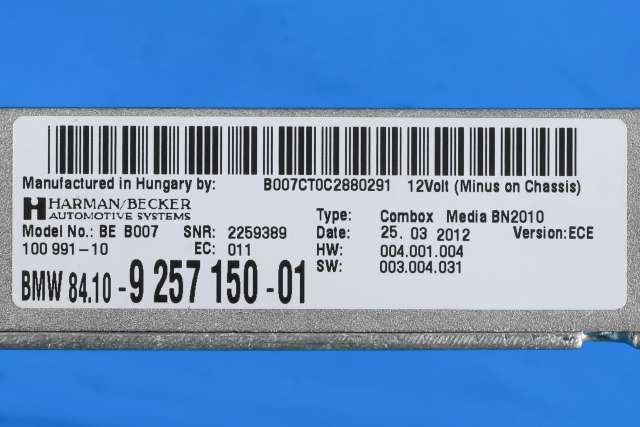 Manufactured in Hungary by: B007CT0C2880291 12Volt (Minus on Chassis)
HARMAN/BECKER
AUTOMOTIVE SYSTEMS
Type: Combox Media BN2010
Model No.: BE B007 SNR: 2259389 Date: 25. 03 2012 Version:ECE
100 991-10 EC: 011 HW: 004.001.004
SW: 003.004.031
BMW 84.10 -9 257 150 -01